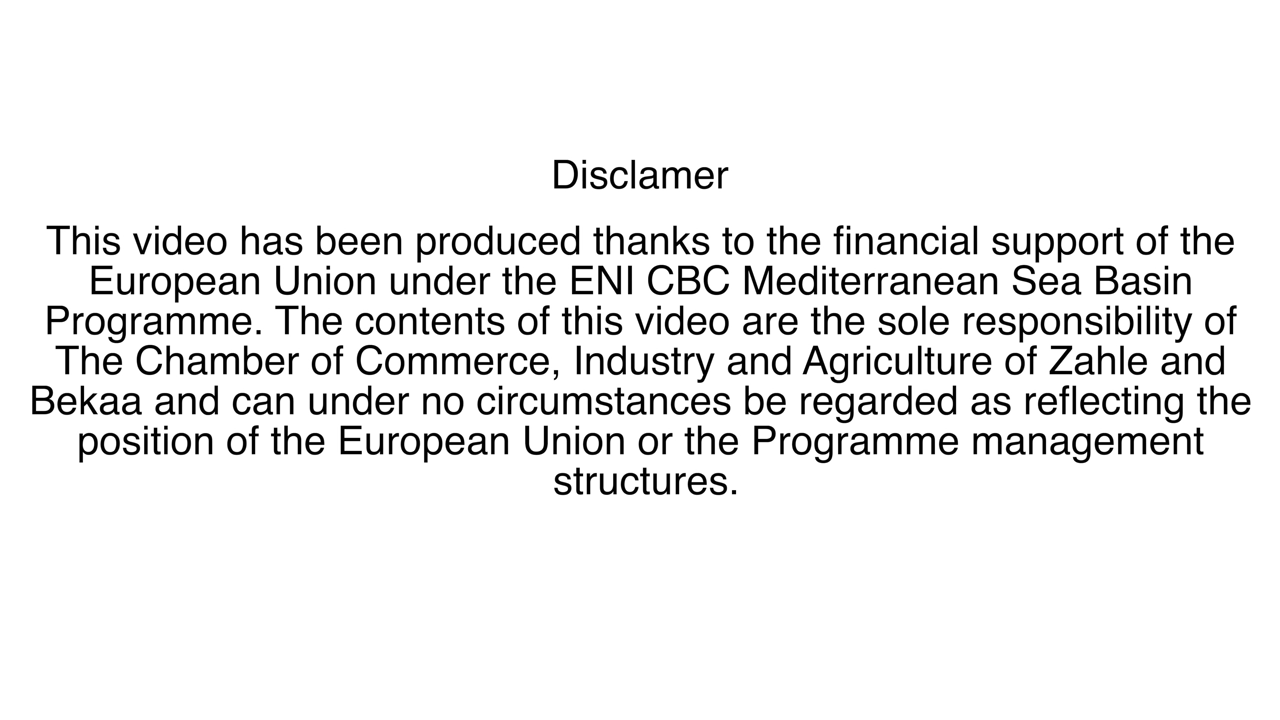 Disclamer
This video has been produced thanks to the financial support of the
European Union under the ENI CBC Mediterranean Sea Basin
Programme. The contents of this video are the sole responsibility of
The Chamber of Commerce, Industry and Agriculture of Zahle and
Bekaa and can under no circumstances be regarded as reflecting the
position of the European Union or the Programme management
structures.